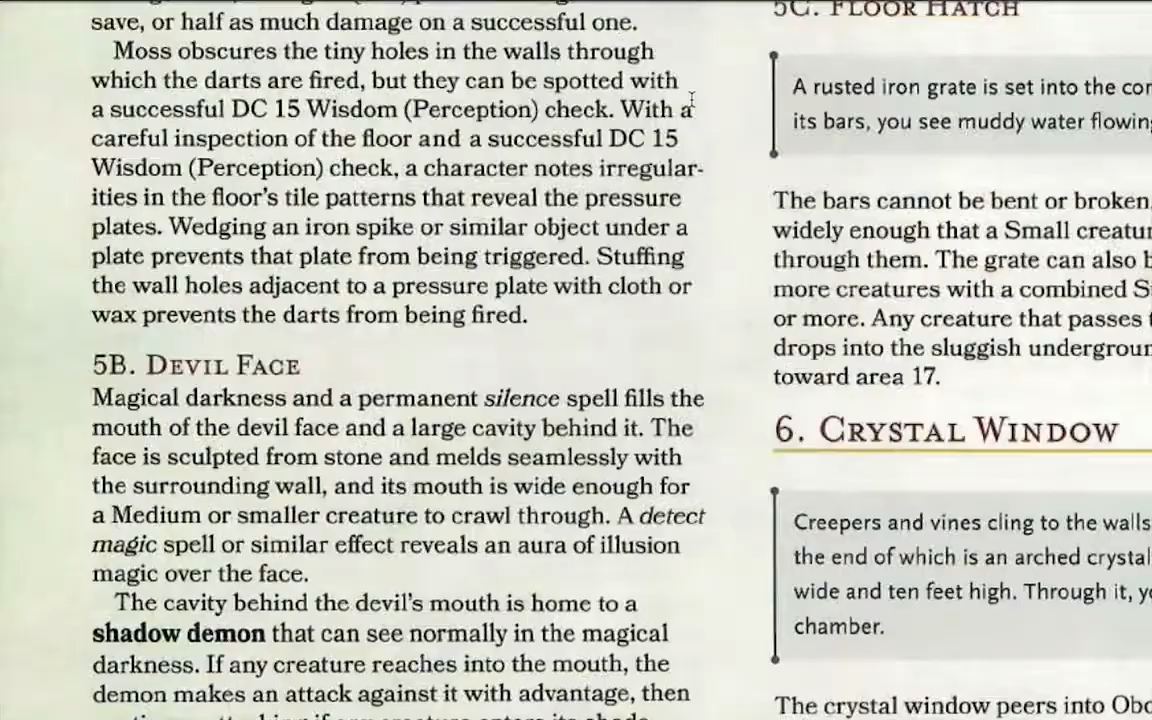 save, or half as much damage on a successful one.
Moss obscures the tiny holes in the walls through
which the darts are fired, but they can be spotted with
a successful DC 15 Wisdom (Perception) check. With a
careful inspection of the floor and a successful DC 15
Wisdom (Perception) check, a character notes irregular-
ities in the floor's tile patterns that reveal the pressure
plates. Wedging an iron spike or similar object under a
plate prevents that plate from being triggered. Stuffing
the wall holes adjacent to a pressure plate with cloth or
wax prevents the darts from being fired.
5B. DEVIL FACE
Magical darkness and a permanent silence spell fills the
mouth of the devil face and a large cavity behind it. The
face is sculpted from stone and melds seamlessly with
the surrounding wall, and its mouth is wide enough for
a Medium or smaller creature to crawl through. A detect
magic spell or similar effect reveals an aura of illusion
magic over the face.
The cavity behind the devil's mouth is home to a
shadow demon that can see normally in the magical
darkness. If any creature reaches into the mouth, the
demon makes an attack against it with advantage, then
5C. FLOOR HATCH
A rusted iron grate is set into the cor
its bars, you see muddy water flowing
The bars cannot be bent or broken,
widely enough that a Small creatur
through them. The grate can also b
more creatures with a combined S
or more. Any creature that passes t
drops into the sluggish undergroun
toward area 17.
6. CRYSTAL WINDOW
Creepers and vines cling to the walls
the end of which is an arched crystal
wide and ten feet high. Through it, yo
chamber.
The crystal window peers into Obo